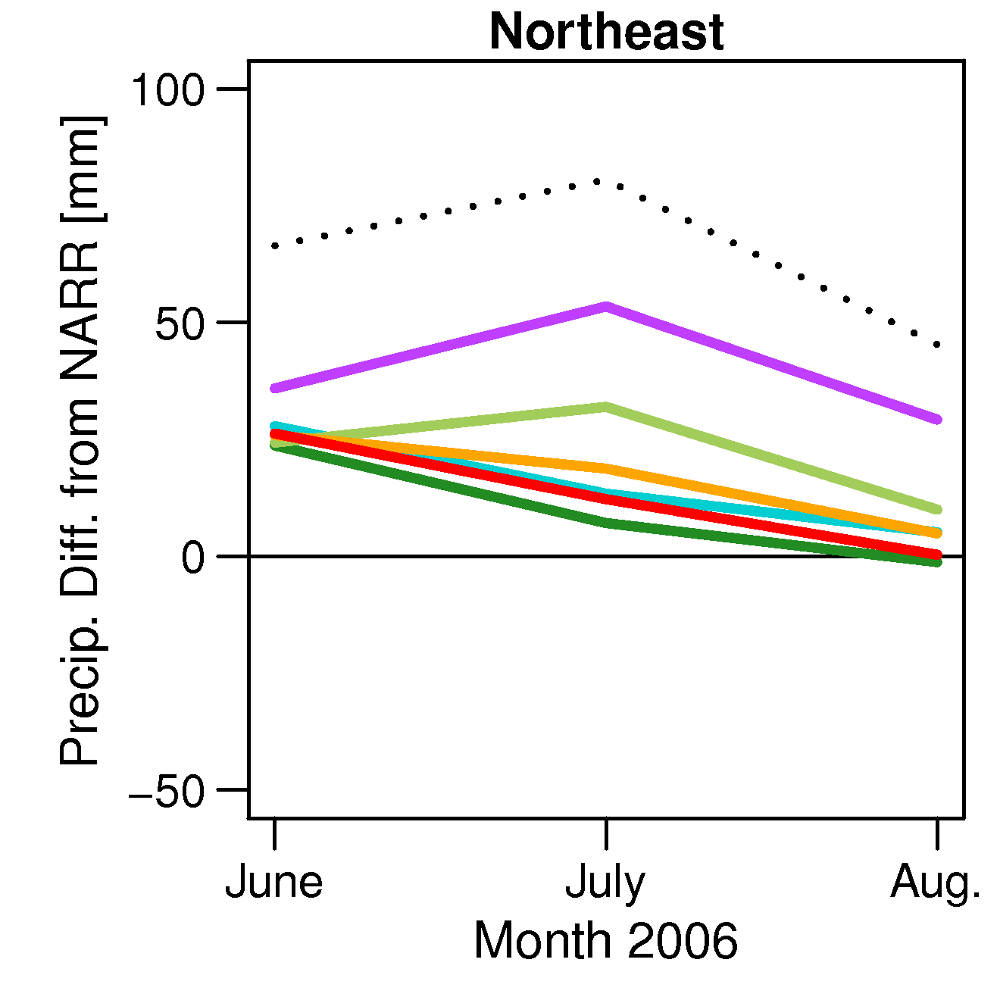 Northeast
Precip. Diff. from NARR [mm]
100
50
0
−50
June July Aug.
Month 2006